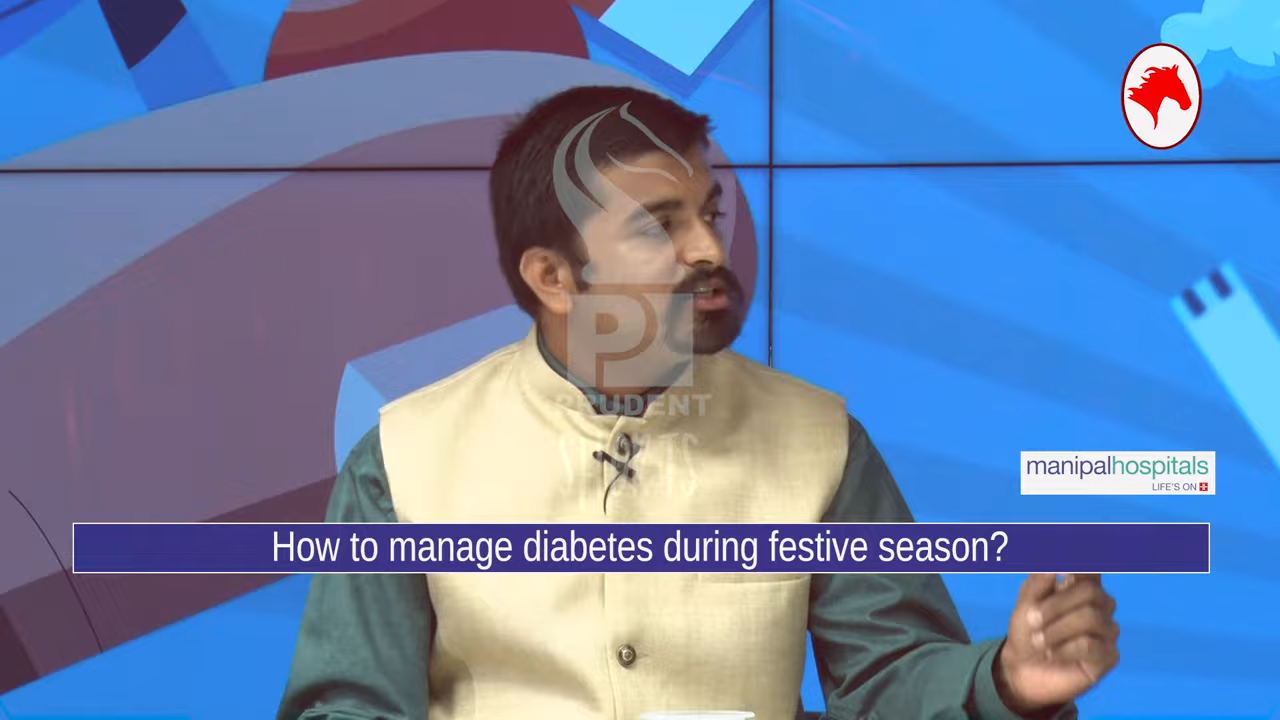 P
PRUDENT
manipalhospitals
LIFE'S ON
How to manage diabetes during festive season?